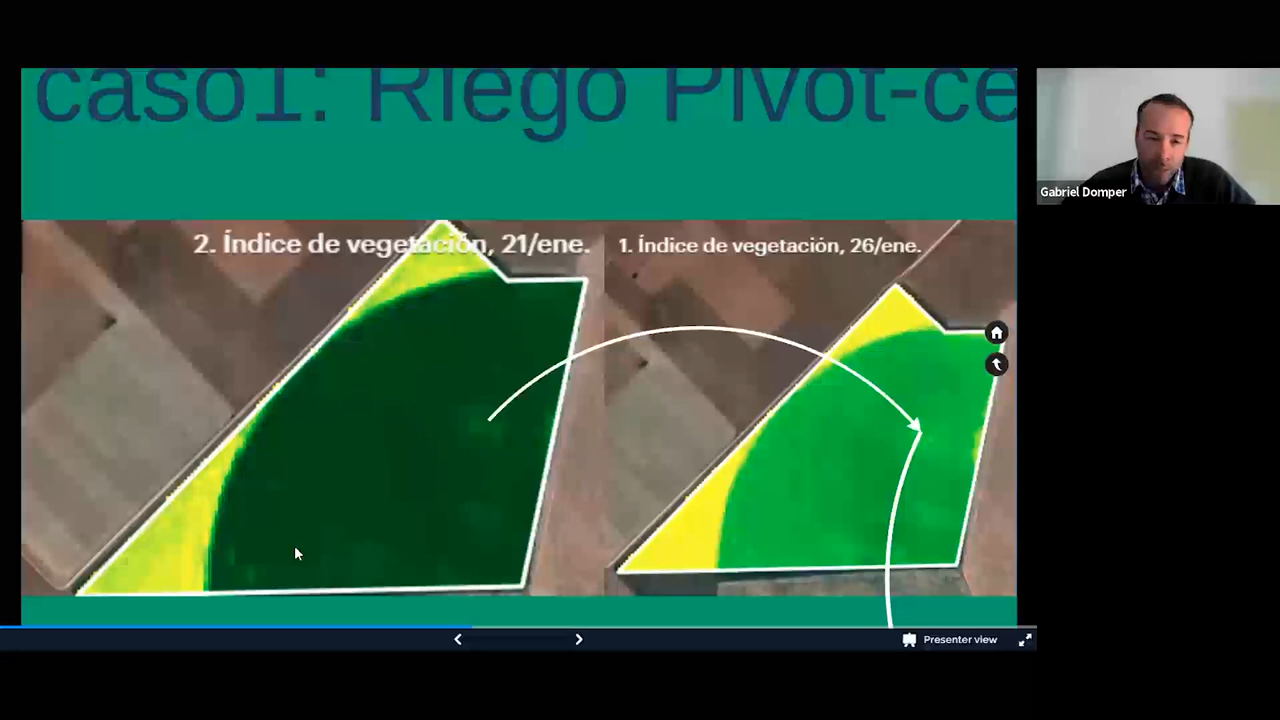 caso1: Riego Pivot-ce
2. Índice de vegetación, 21/ene.
1. Índice de vegetación, 26/ene.
Gabriel Domper
Presenter view